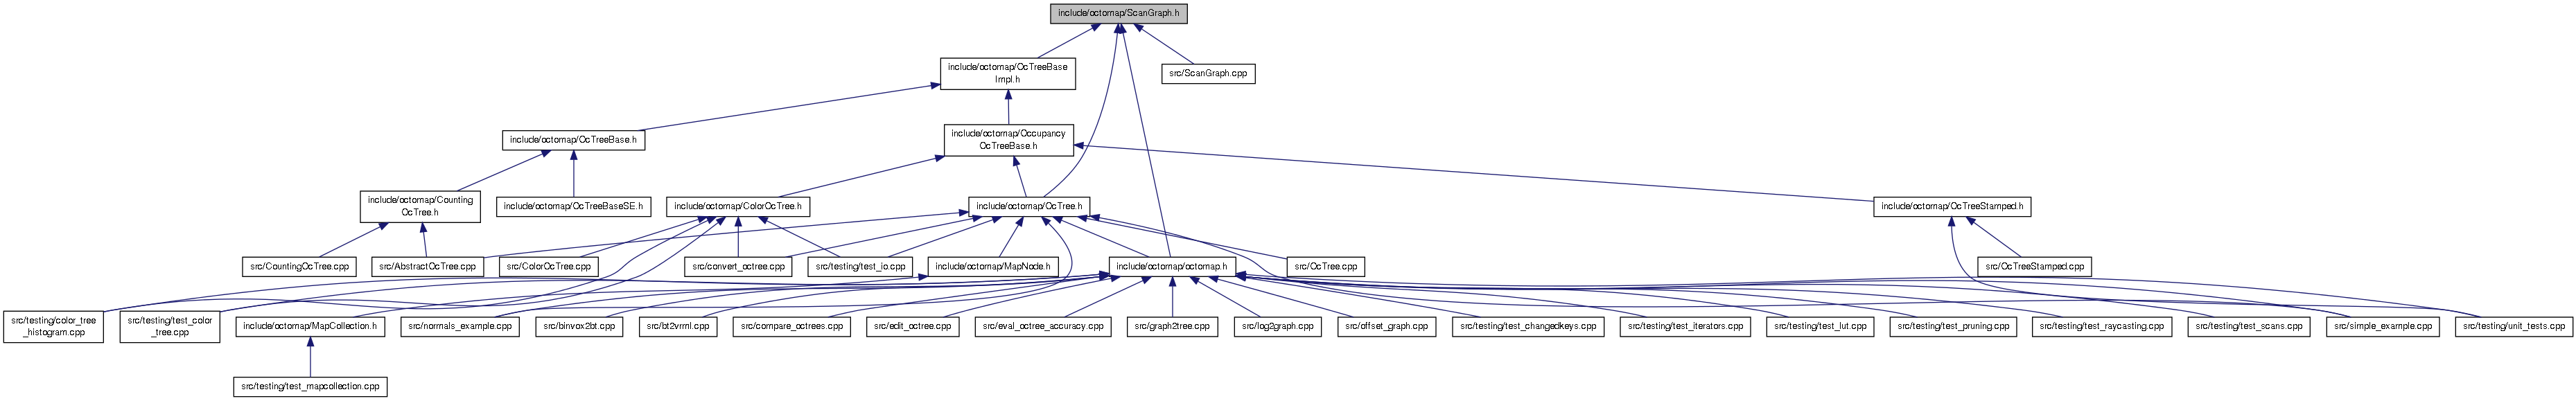 include/octomap/ScanGraph.h
include/octomap/OcTreeBase
Impl.h
src/ScanGraph.cpp
include/octomap/OcTreeBase.h
include/octomap/Occupancy
OcTreeBase.h
include/octomap/Counting
OcTree.h
include/octomap/OcTreeBaseSE.h
include/octomap/ColorOcTree.h
include/octomap/OcTree.h
include/octomap/OcTreeStamped.h
src/CountingOcTree.cpp
src/AbstractOcTree.cpp
src/ColorOcTree.cpp
src/convert_octree.cpp
src/testing/test_io.cpp
include/octomap/MapNode.h
include/octomap/octomap.h
src/OcTree.cpp
src/OcTreeStamped.cpp
src/testing/color_tree
_histogram.cpp
src/testing/test_color
_tree.cpp
include/octomap/MapCollection.h
src/normals_example.cpp
src/binvox2bt.cpp
src/bt2vrml.cpp
src/compare_octrees.cpp
src/edit_octree.cpp
src/eval_octree_accuracy.cpp
src/graph2tree.cpp
src/log2graph.cpp
src/offset_graph.cpp
src/testing/test_changedkeys.cpp
src/testing/test_iterators.cpp
src/testing/test_lut.cpp
src/testing/test_pruning.cpp
src/testing/test_raycasting.cpp
src/testing/test_scans.cpp
src/simple_example.cpp
src/testing/unit_tests.cpp
src/testing/test_mapcollection.cpp